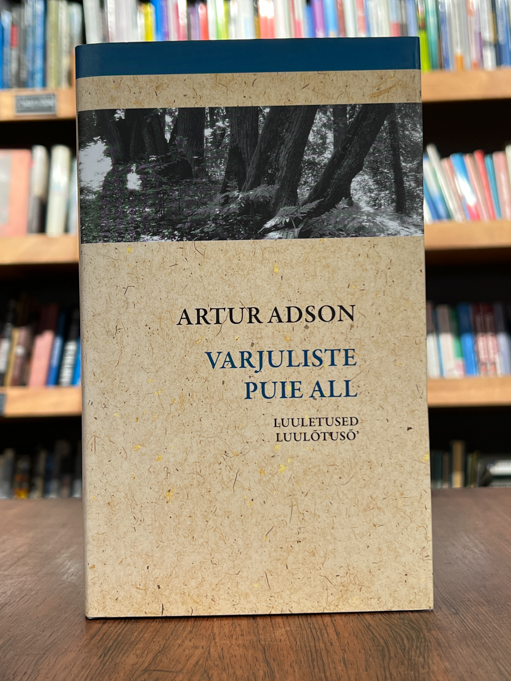 ARTUR ADSON
VARJULISTE
PUIE ALL
LUULETUSED
LUULÕTUSÕ’